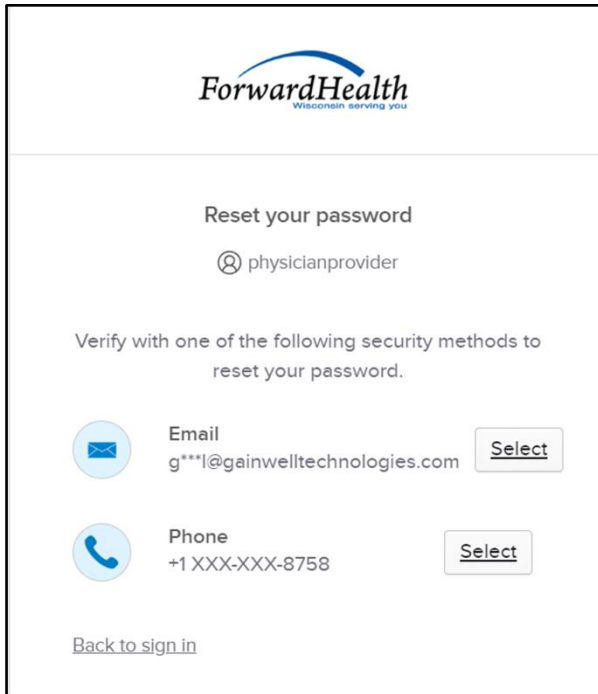 ForwardHealth
Wisconsin serving you
Reset your password
physicianprovider
Verify with one of the following security methods to
reset your password.
Email
g***l@gainwelltechnologies.com
Select
Phone
+1 XXX-XXX-8758
Select
Back to sign in